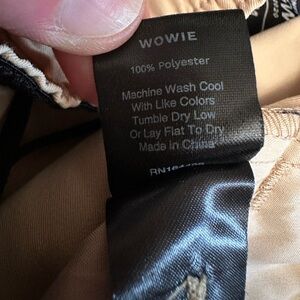 WOWIE
100% Polyester
Machine Wash Cool
With Like Colors
Tumble Dry Low
Or Lay Flat To Dry
Made in China